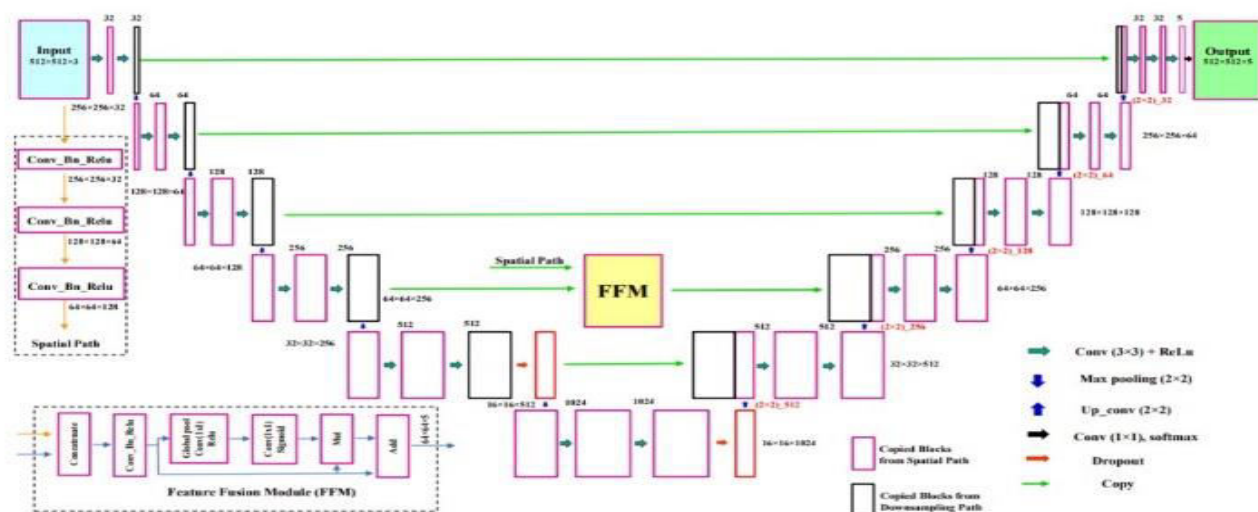 32
32
32
32
5
Input
512×512×3
Output
512×512×5
256×256×32
64
64
64
64
(2×2)_32
256×256×64
Conv_Bn_Relu
256×256×32
128×128×64
128
128
128
128
(2×2)_64
Conv_Bn_Relu
128×128×128
128×128×64
256
256
Spatial Path
256
256
(2×2)_128
64×64×128
Conv_Bn_Relu
FFM
64×64×256
64×64×256
64×64×128
512
512
512
512
(2×2)_256
Spatial Path
32×32×256
32×32×512
Conv (3×3) + ReLu
Max pooling (2×2)
16×16×512
1024
1024
(2×2)_512
Up_conv (2×2)
Concatenate
Conv_Bn_Relu
Global pool
Conv(1x1)
Relu
Conv(1x1)
Sigmoid
Mul
Add
64×64×5
16×16×1024
Conv (1×1), softmax
Copied Blocks
from Spatial Path
Dropout
Copy
Feature Fusion Module (FFM)
Copied Blocks from
Downsampling Path